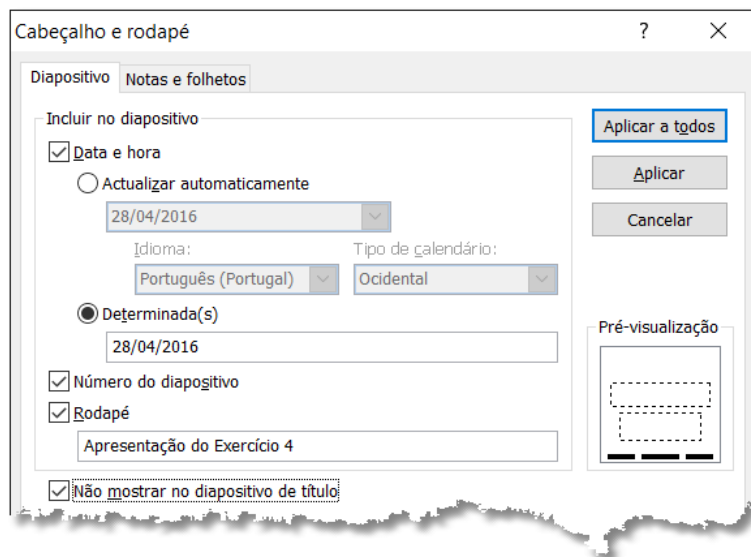 Cabeçalho e rodapé
Diapositivo Notas e folhetos
Incluir no diapositivo
Data e hora
Actualizar automaticamente
28/04/2016
Idioma: Tipo de calendário:
Português (Portugal) Ocidental
Determinada(s)
28/04/2016
Número do diapositivo
Rodapé
Apresentação do Exercício 4
Não mostrar no diapositivo de título
Aplicar a todos
Aplicar
Cancelar
Pré-visualização